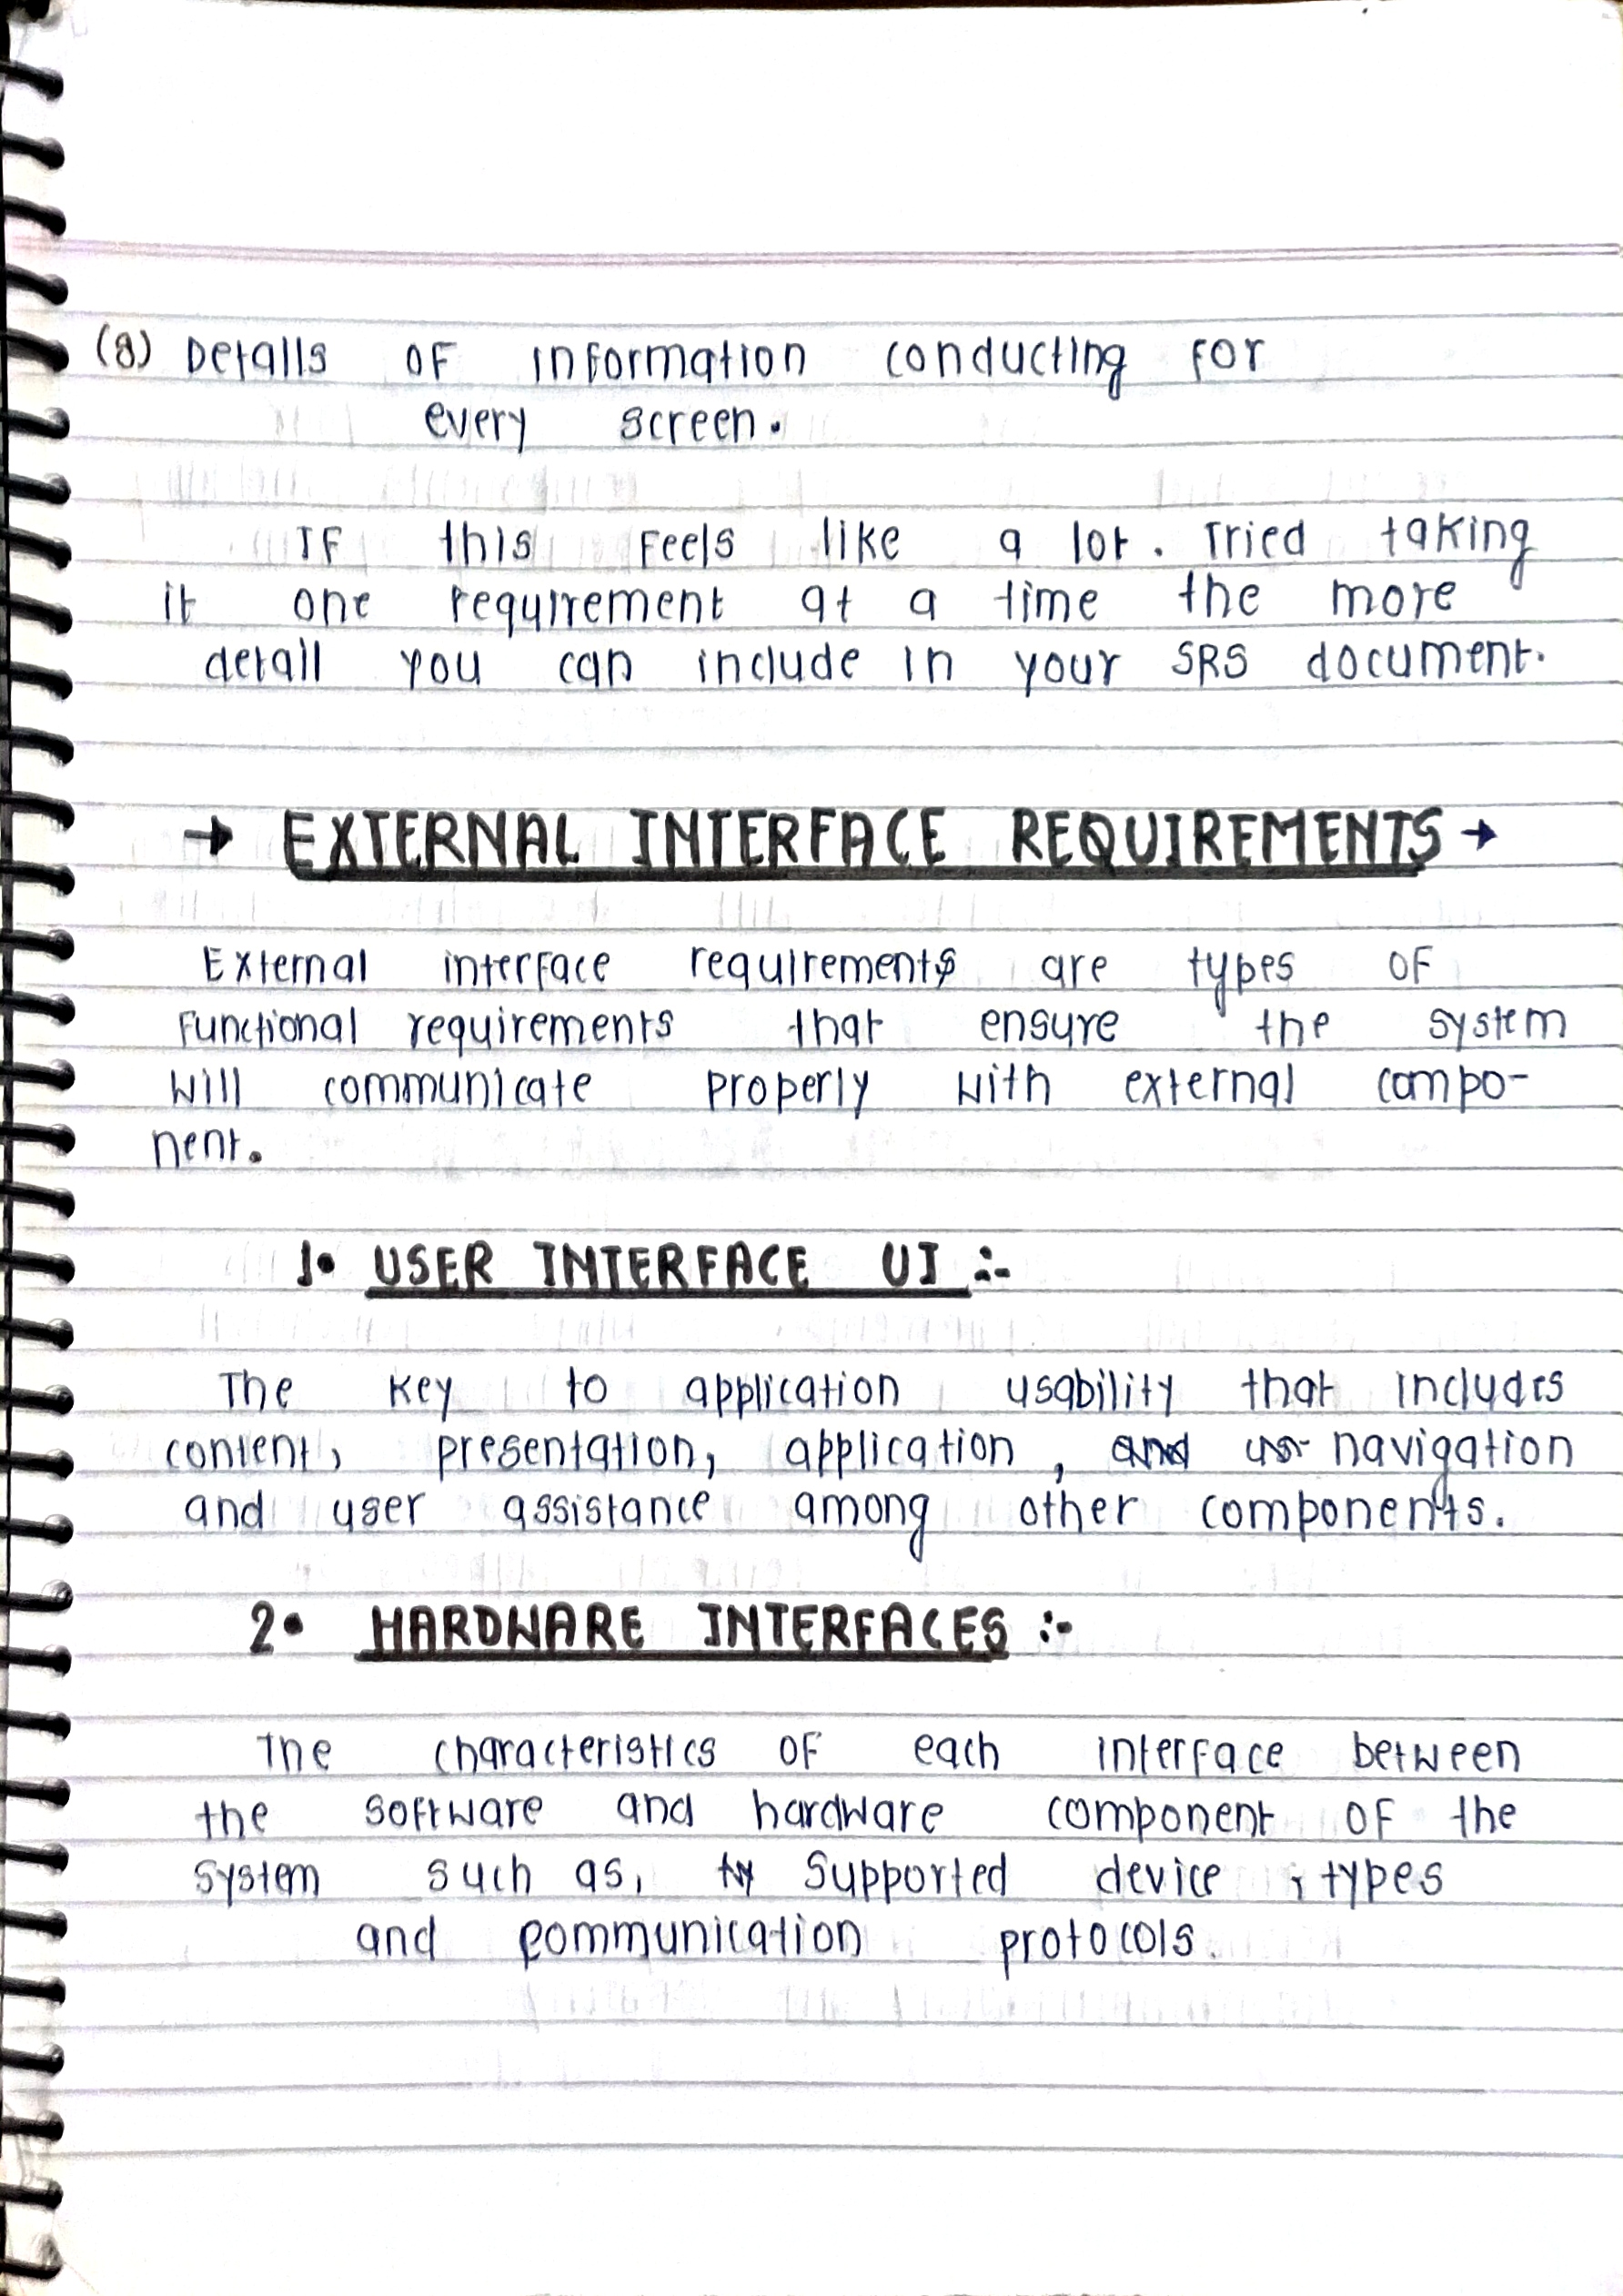 (8) Details of information conducting for
every screen.
If this feels like a lot. Tried taking
it one requirement at a time the more
detail you can include in your SRS document.
→ EXTERNAL INTERFACE REQUIREMENTS →
External interface requirements are types of
functional requirements that ensure the system
will communicate properly with external compo-
nent.
1. USER INTERFACE UI :-
The key to application usability that includes
content, presentation, application, navigation
and user assistance among other components.
2. HARDWARE INTERFACES :-
The characteristics of each interface between
the software and hardware component of the
system such as, supported device, types
and communication protocols.